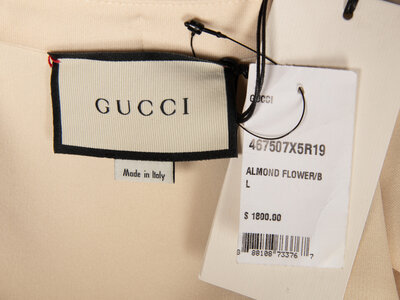 GUCCI
Made in Italy
GUCCI
467507X5R19
ALMOND FLOWER/B
L
$ 1800.00
8 88108 73376 7